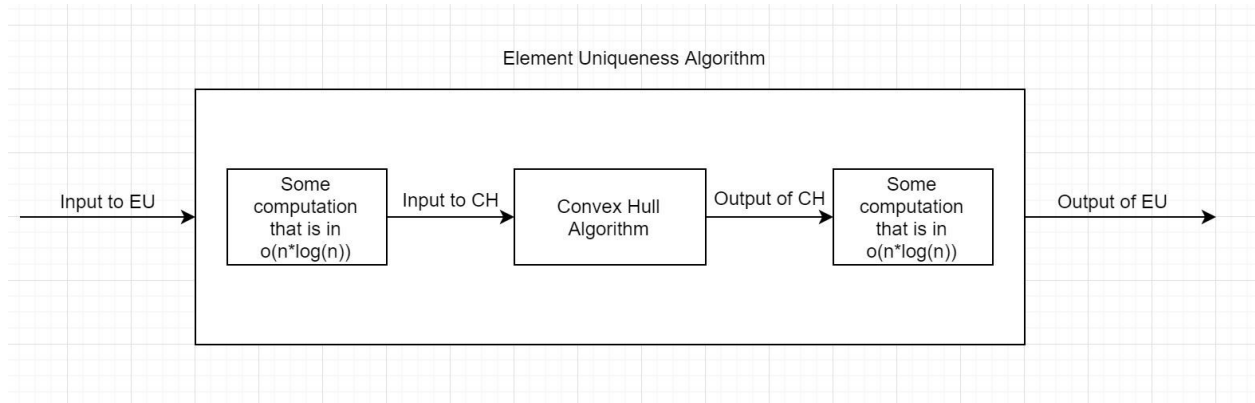 Element Uniqueness Algorithm
Input to EU
Some
computation
that is in
o(n*log(n))
Input to CH
Convex Hull
Algorithm
Output of CH
Some
computation
that is in
o(n*log(n))
Output of EU